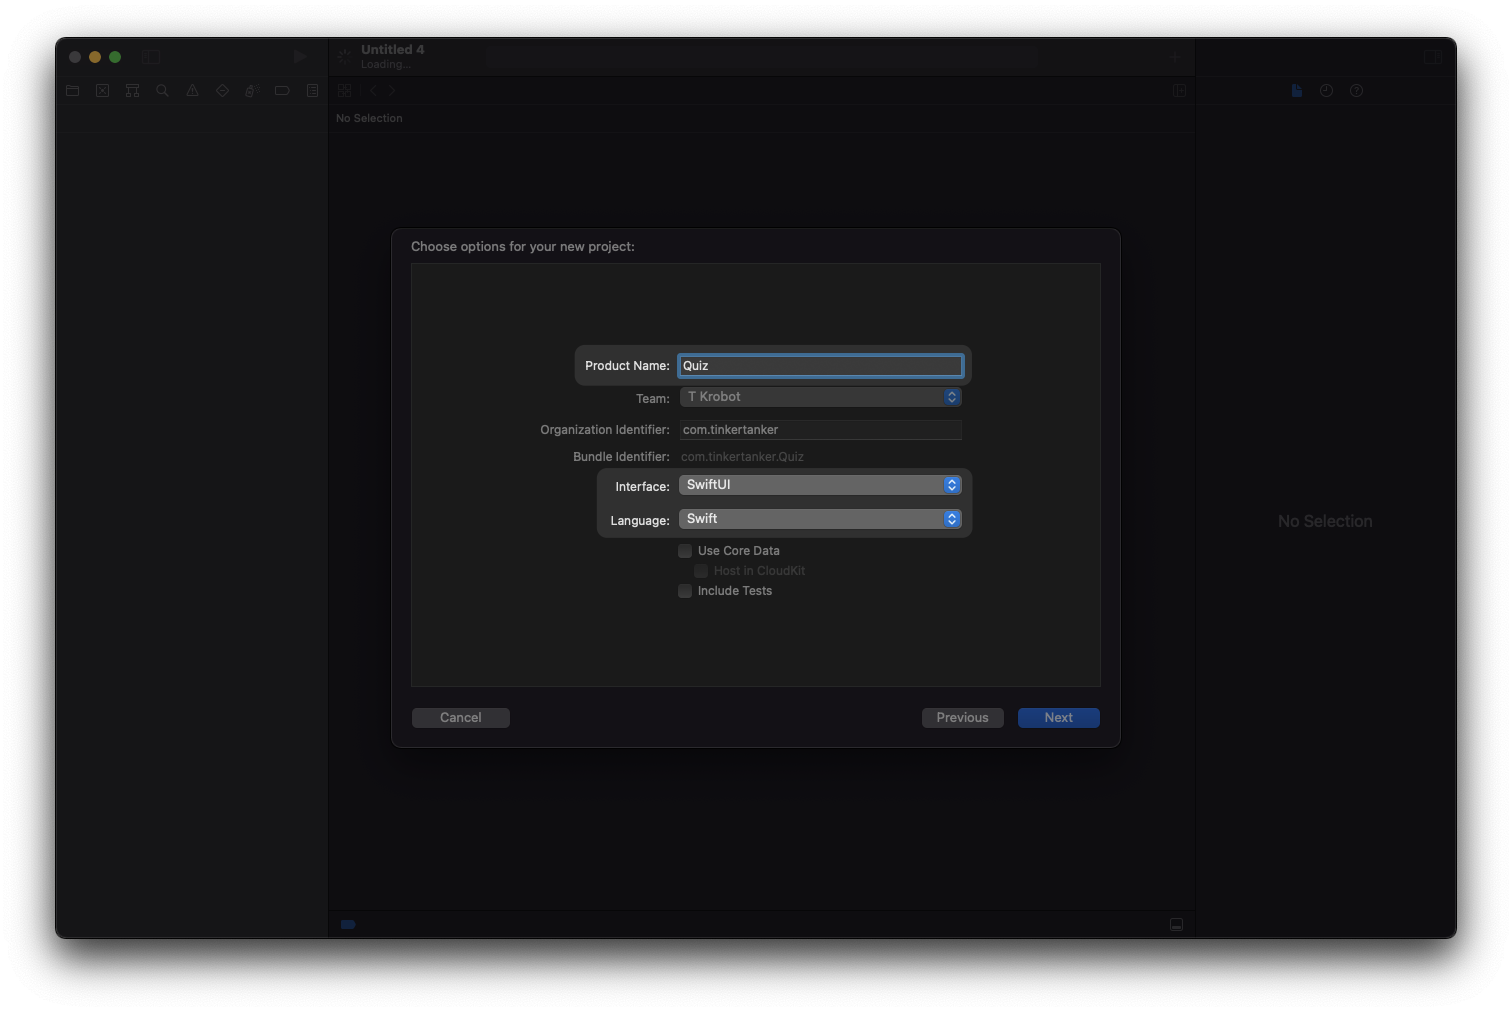 Untitled 4
Loading...
No Selection
Choose options for your new project:
Product Name: Quiz
Team: T Krobot
Organization Identifier: com.tinkertanker
Bundle Identifier: com.tinkertanker.Quiz
Interface: SwiftUI
Language: Swift
Use Core Data
Host in CloudKit
Include Tests
No Selection
Cancel Previous Next